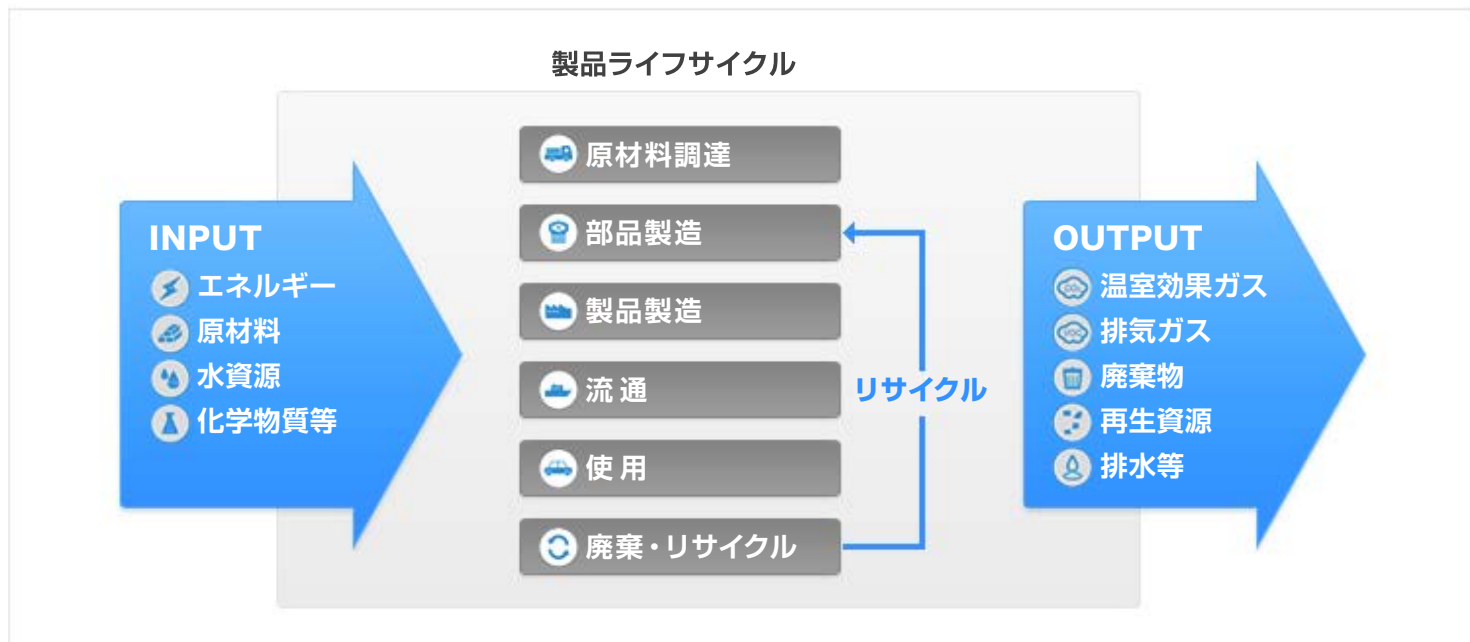 製品ライフサイクル
INPUT
エネルギー
原材料
水資源
化学物質等
原材料調達
部品製造
製品製造
流通
使用
廃棄・リサイクル
リサイクル
OUTPUT
温室効果ガス
排気ガス
廃棄物
再生資源
排水等